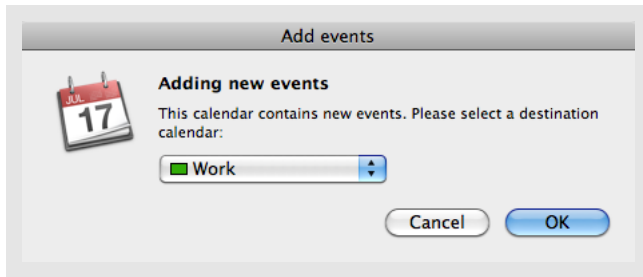 Add events
Adding new events
This calendar contains new events. Please select a destination
calendar:
JUL
17
Work
Cancel
OK